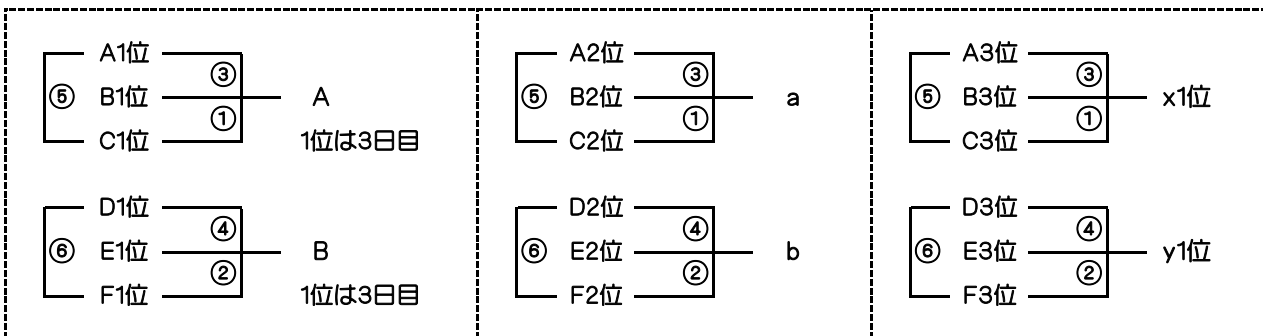 A1位
③
⑤ B1位 A
①
C1位 1位は3日目
D1位
④
⑥ E1位 B
②
F1位 1位は3日目
A2位
③
⑤ B2位 a
①
C2位
D2位
④
⑥ E2位 b
②
F2位
A3位
③
⑤ B3位 x1位
①
C3位
D3位
④
⑥ E3位 y1位
②
F3位